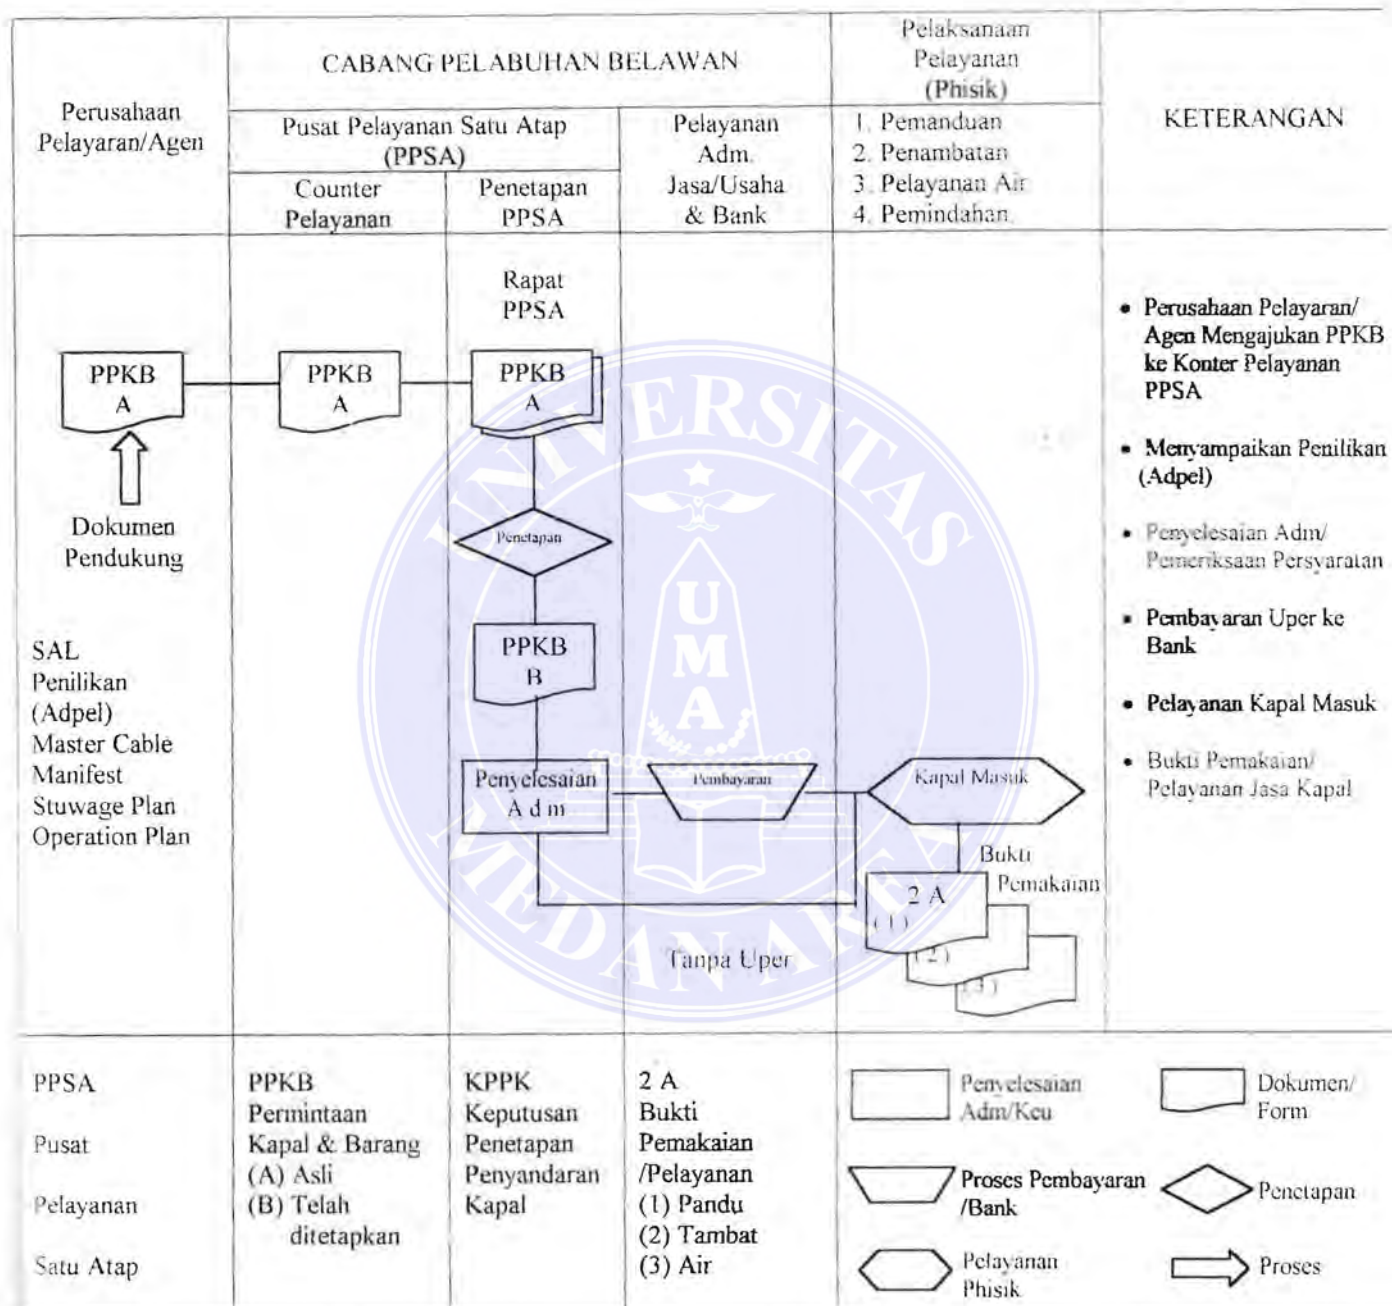 Perusahaan
Pelayaran/Agen
CABANG PELABUHAN BELAWAN
Pusat Pelayanan Satu Atap
(PPSA)
Counter
Pelayanan
Penetapan
PPSA
Pelayanan
Adm.
Jasa/Usaha
& Bank
Pelaksanaan
Pelayanan
(Phisik)
1. Pemanduan
2. Penambatan
3. Pelayanan Air
4. Pemindahan
KETERANGAN
Rapat
PPSA
PPKB
A
PPKB
A
PPKB
A
Dokumen
Pendukung
SAL
Penilikan
(Adpel)
Master Cable
Manifest
Stuwage Plan
Operation Plan
Penetapan
PPKB
B
Penyelesaian
A d m
Pembayaran
Kapal Masuk
Bukti
Pemakaian
2 A
(1)
(2)
(3)
Tanpa Uper
• Perusahaan Pelayaran/
Agen Mengajukan PPKB
ke Konter Pelayanan
PPSA
• Menyampaikan Penilikan
(Adpel)
• Penyelesaian Adm/
Pemeriksaan Persyaratan
• Pembayaran Uper ke
Bank
• Pelayanan Kapal Masuk
• Bukti Pemakaian/
Pelayanan Jasa Kapal
UNIVERSITAS
UMA
MEDAN AREA
PPSA
Pusat
Pelayanan
Satu Atap
PPKB
Permintaan
Kapal & Barang
(A) Asli
(B) Telah
ditetapkan
KPPK
Keputusan
Penetapan
Penyandaran
Kapal
2 A
Bukti
Pemakaian
/Pelayanan
(1) Pandu
(2) Tambat
(3) Air
Penyelesaian
Adm/Keu
Dokumen/
Form
Proses Pembayaran
/Bank
Penetapan
Pelayanan
Phisik
Proses